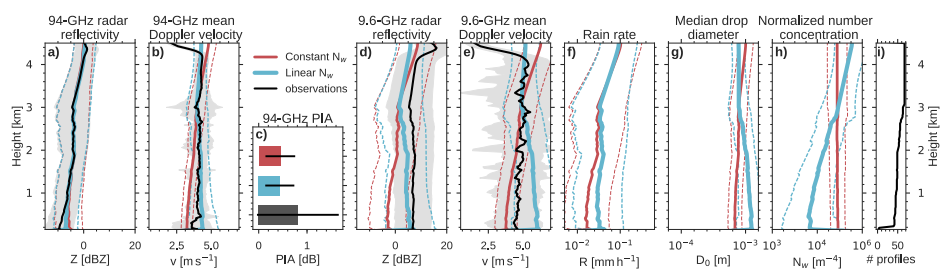 94-GHz radar reflectivity
94-GHz mean Doppler velocity
9.6-GHz radar reflectivity
9.6-GHz mean Doppler velocity
Rain rate
Median drop diameter
Normalized number concentration
a)
b)
Constant N_w
Linear N_w
observations
c)
94-GHz PIA
d)
e)
f)
g)
h)
i)
Height [km]
4
3
2
1
4
3
2
1
Height [km]
−20
0
Z [dBZ]
2,5
5,0
v [m s⁻¹]
0
1
PIA [dB]
−20
0
20
Z [dBZ]
2,5
5,0
v [m s⁻¹]
10⁻²
10⁻¹
R [mm h⁻¹]
10⁻⁴
10⁻³
D₀ [m]
10²
10⁴
10⁶
N_w [m⁻⁴]
0
50
# profiles